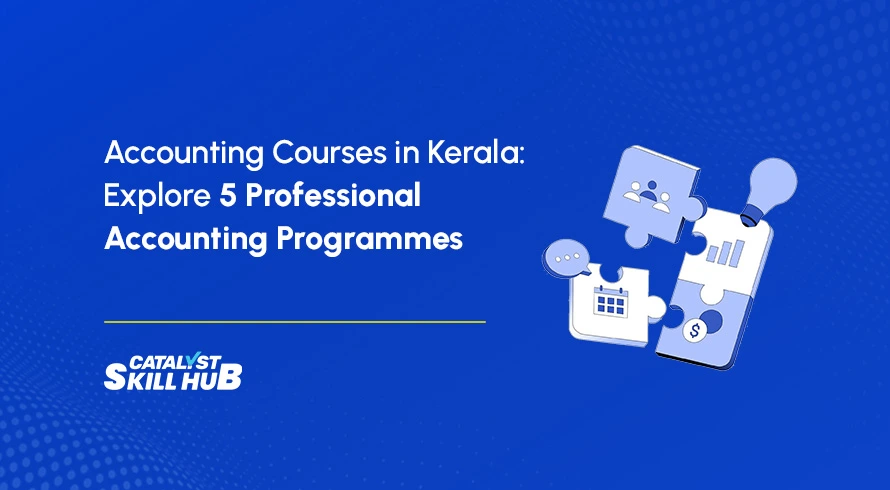 Accounting Courses in Kerala:
Explore 5 Professional
Accounting Programmes
CATALYST
SKILL HUB
$